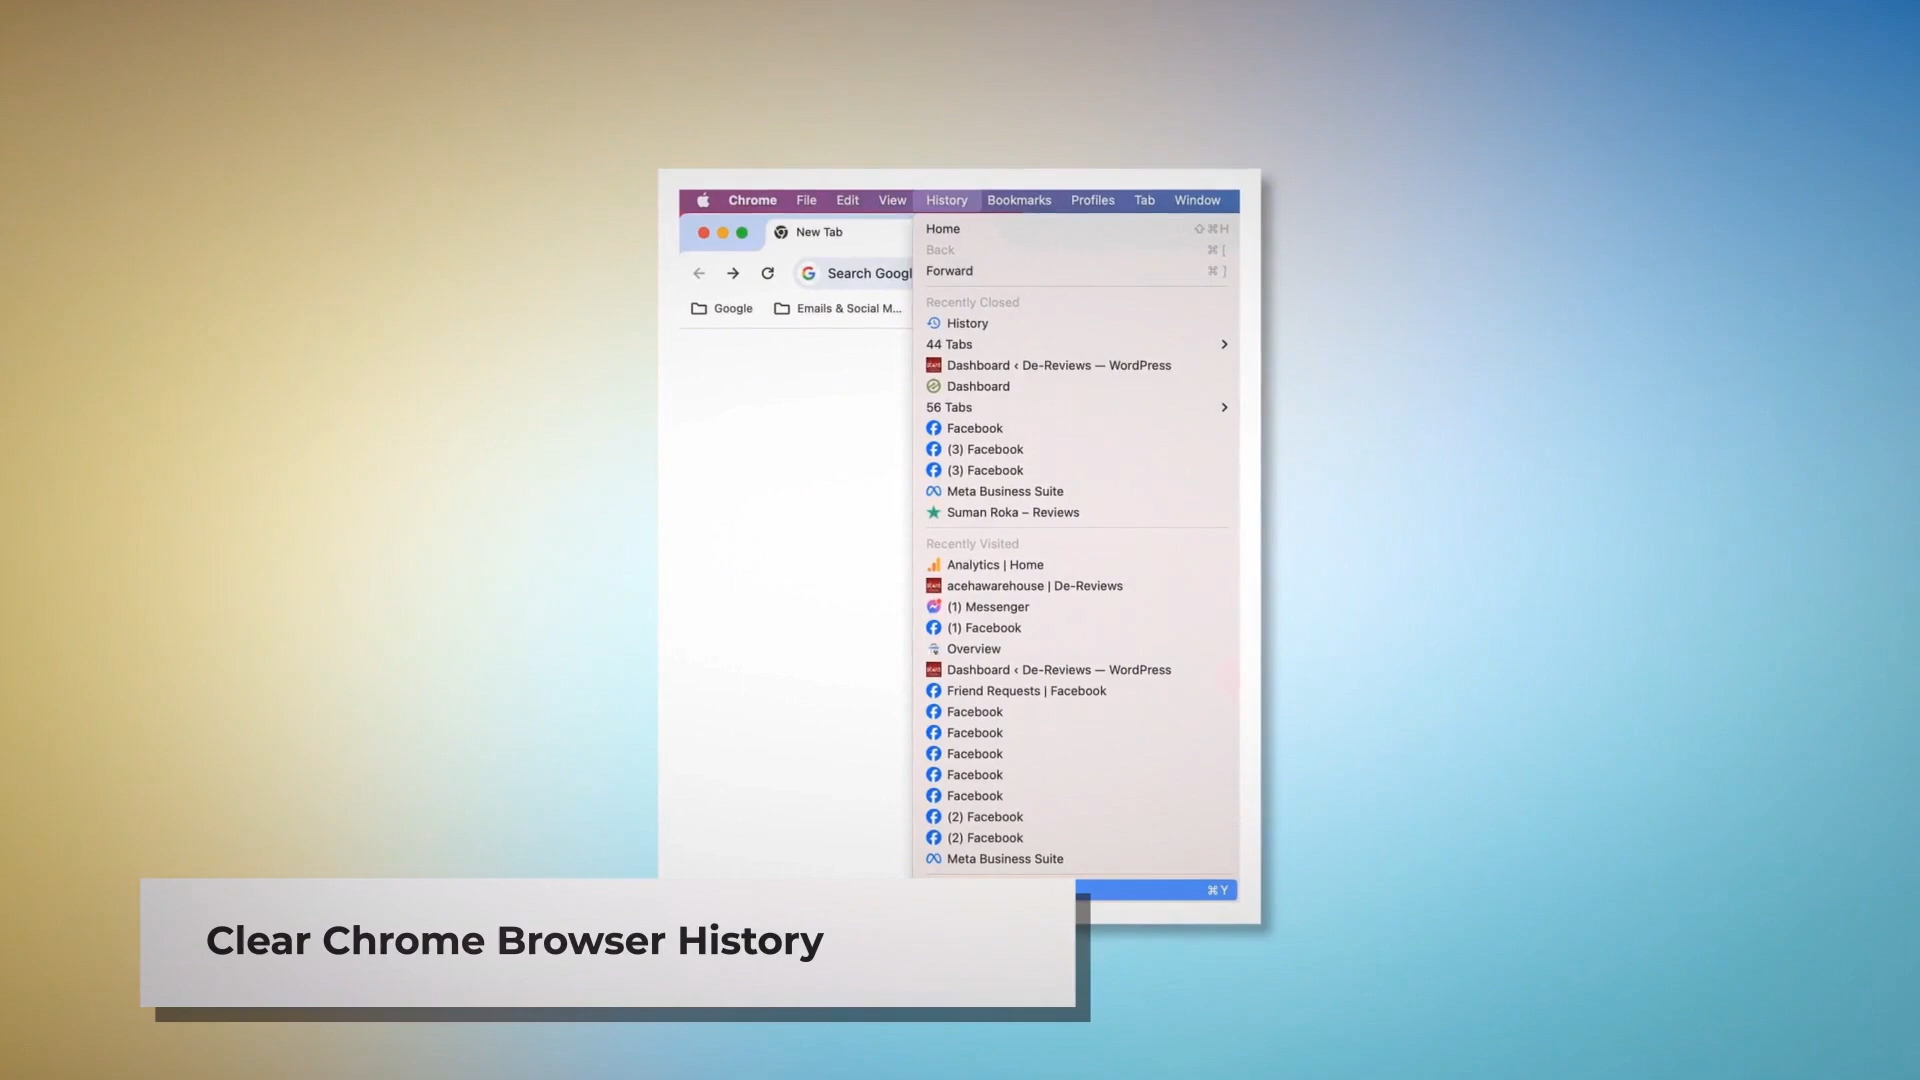 Chrome File Edit View History Bookmarks Profiles Tab Window
New Tab
Search Googl
Google Emails & Social M...
Home ⇧⌘H
Back ⌘[
Forward ⌘]
Recently Closed
History
44 Tabs
Dashboard ‹ De-Reviews — WordPress
Dashboard
56 Tabs
Facebook
(3) Facebook
(3) Facebook
Meta Business Suite
Suman Roka – Reviews
Recently Visited
Analytics | Home
acehawarehouse | De-Reviews
(1) Messenger
(1) Facebook
Overview
Dashboard ‹ De-Reviews — WordPress
Friend Requests | Facebook
Facebook
Facebook
Facebook
Facebook
Facebook
(2) Facebook
(2) Facebook
Meta Business Suite
⌘Y
Clear Chrome Browser History